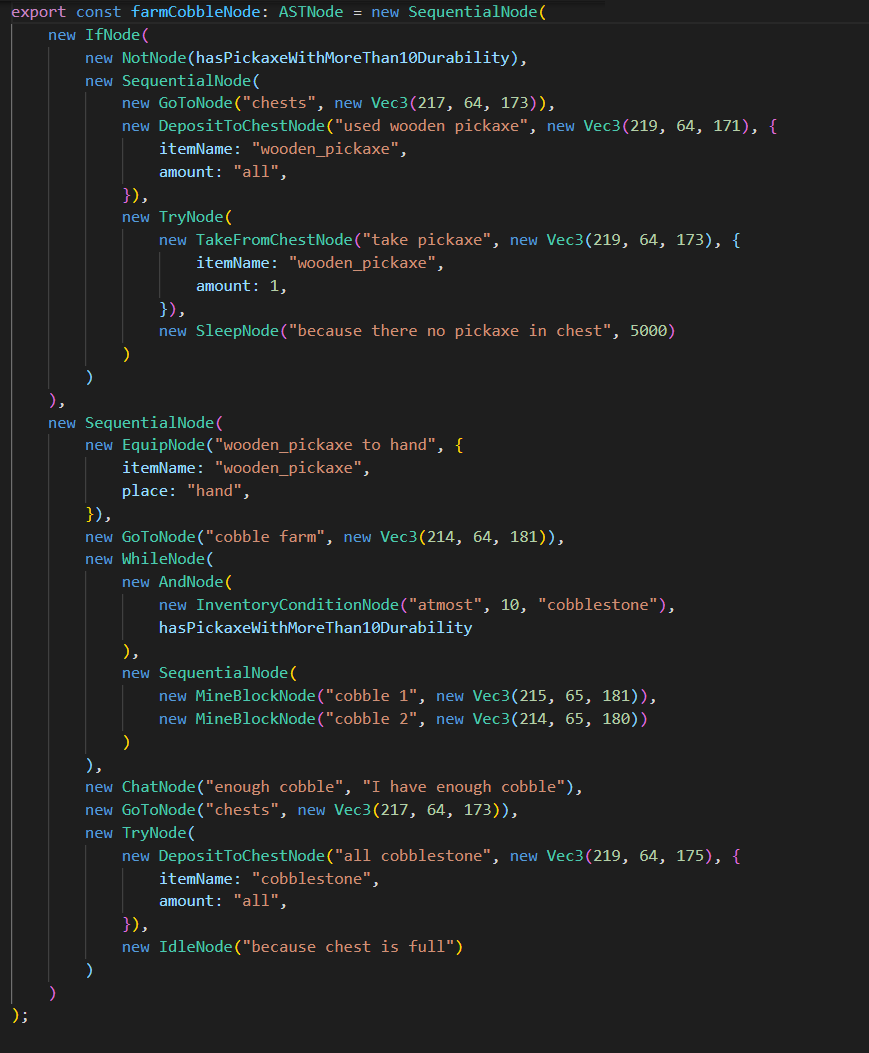 export const farmCobbleNode: ASTNode = new SequentialNode(
    new IfNode(
        new NotNode(hasPickaxeWithMoreThan10Durability),
        new SequentialNode(
            new GoToNode("chests", new Vec3(217, 64, 173)),
            new DepositToChestNode("used wooden pickaxe", new Vec3(219, 64, 171), {
                itemName: "wooden_pickaxe",
                amount: "all",
            }),
            new TryNode(
                new TakeFromChestNode("take pickaxe", new Vec3(219, 64, 173), {
                    itemName: "wooden_pickaxe",
                    amount: 1,
                }),
                new SleepNode("because there no pickaxe in chest", 5000)
            )
        )
    ),
    new SequentialNode(
        new EquipNode("wooden_pickaxe to hand", {
            itemName: "wooden_pickaxe",
            place: "hand",
        }),
        new GoToNode("cobble farm", new Vec3(214, 64, 181)),
        new WhileNode(
            new AndNode(
                new InventoryConditionNode("atmost", 10, "cobblestone"),
                hasPickaxeWithMoreThan10Durability
            ),
            new SequentialNode(
                new MineBlockNode("cobble 1", new Vec3(215, 65, 181)),
                new MineBlockNode("cobble 2", new Vec3(214, 65, 180))
            )
        ),
        new ChatNode("enough cobble", "I have enough cobble"),
        new GoToNode("chests", new Vec3(217, 64, 173)),
        new TryNode(
            new DepositToChestNode("all cobblestone", new Vec3(219, 64, 175), {
                itemName: "cobblestone",
                amount: "all",
            }),
            new IdleNode("because chest is full")
        )
    )
);